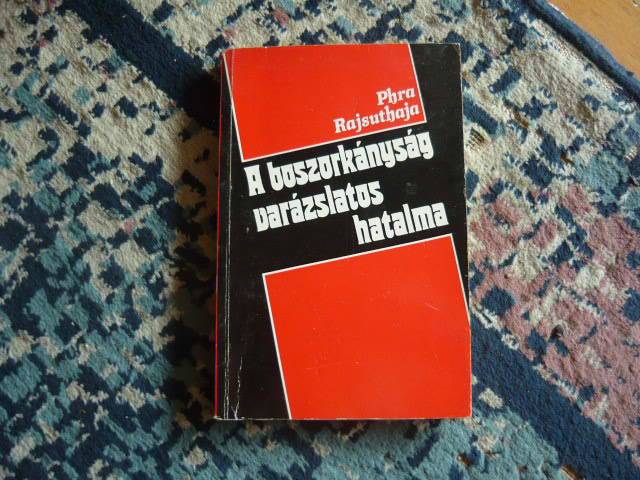 Phra
Rajsuthaja
A boszorkányság
varázslatos
hatalma